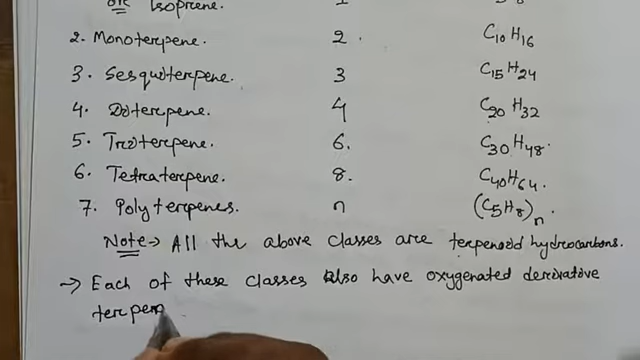 or Isoprene.
2. Monoterpene. 2. C10H16
3. Sesquiterpene. 3 C15H24
4. Diterpene. 4 C20H32
5. Triterpene. 6. C30H48.
6. Tetraterpene. 8. C40H64.
7. Polyterpenes. n (C5H8)n.
Note→ All the above classes are terpenoid hydrocarbons.
→ Each of these classes also have oxygenated derivative
terpen